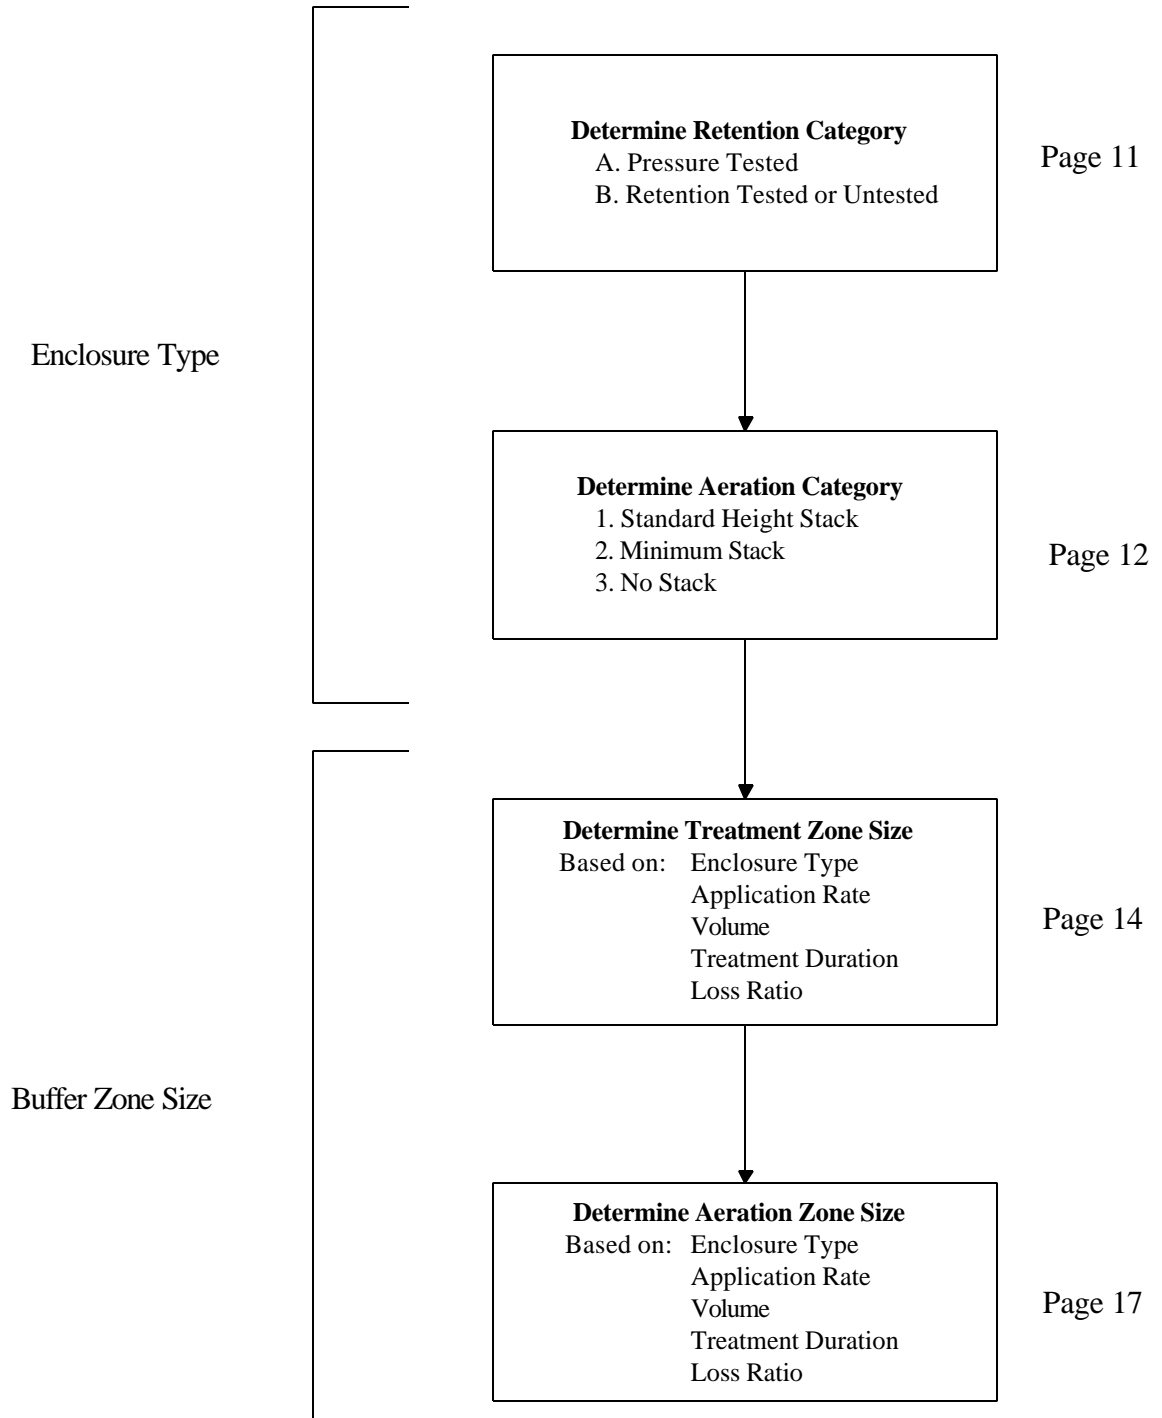 Determine Retention Category
A. Pressure Tested
B. Retention Tested or Untested
Page 11
Enclosure Type
Determine Aeration Category
1. Standard Height Stack
2. Minimum Stack
3. No Stack
Page 12
Determine Treatment Zone Size
Based on: Enclosure Type
Application Rate
Volume
Treatment Duration
Loss Ratio
Page 14
Buffer Zone Size
Determine Aeration Zone Size
Based on: Enclosure Type
Application Rate
Volume
Treatment Duration
Loss Ratio
Page 17